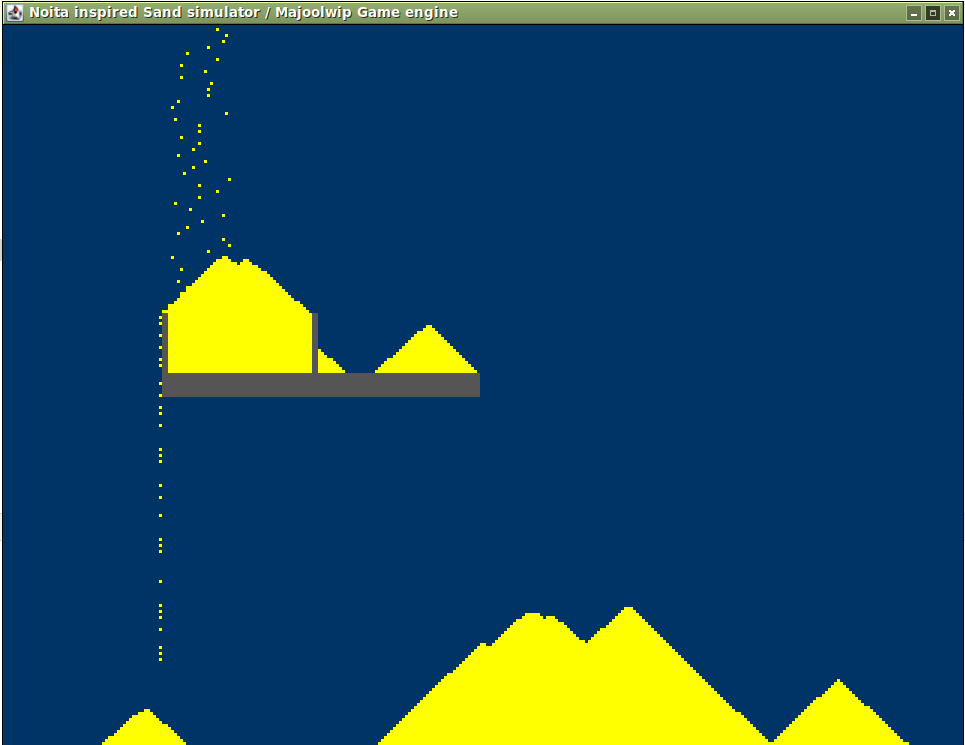 Noita inspired Sand simulator / Majoolwip Game engine